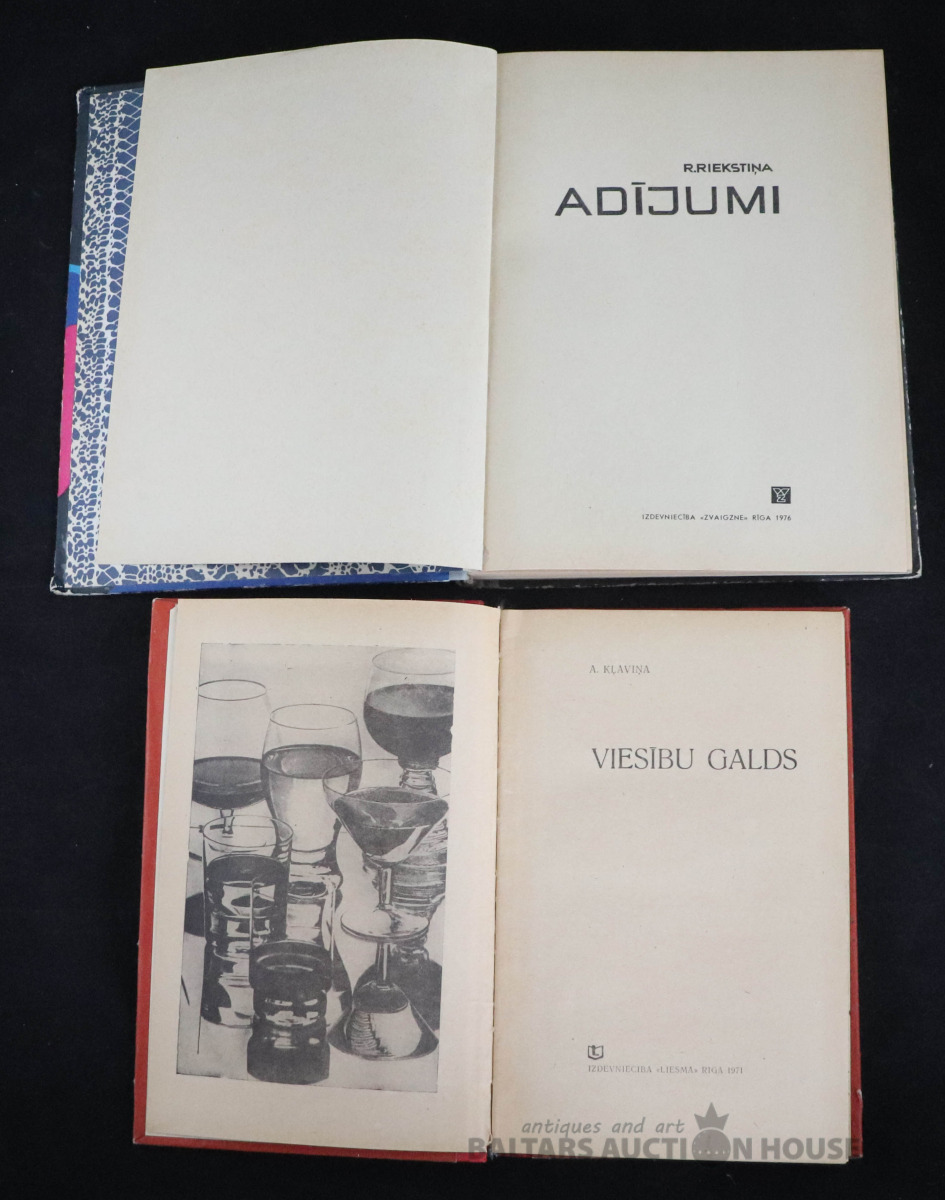 R.RIEKSTIŅA
ADĪJUMI
IZDEVNIECĪBA «ZVAIGZNE» RĪGA 1976
A. KĻAVIŅA
VIESĪBU GALDS
IZDEVNIECĪBA «LIESMA» RĪGA 1971
antiques and art
BALTARS AUCTION HOUSE